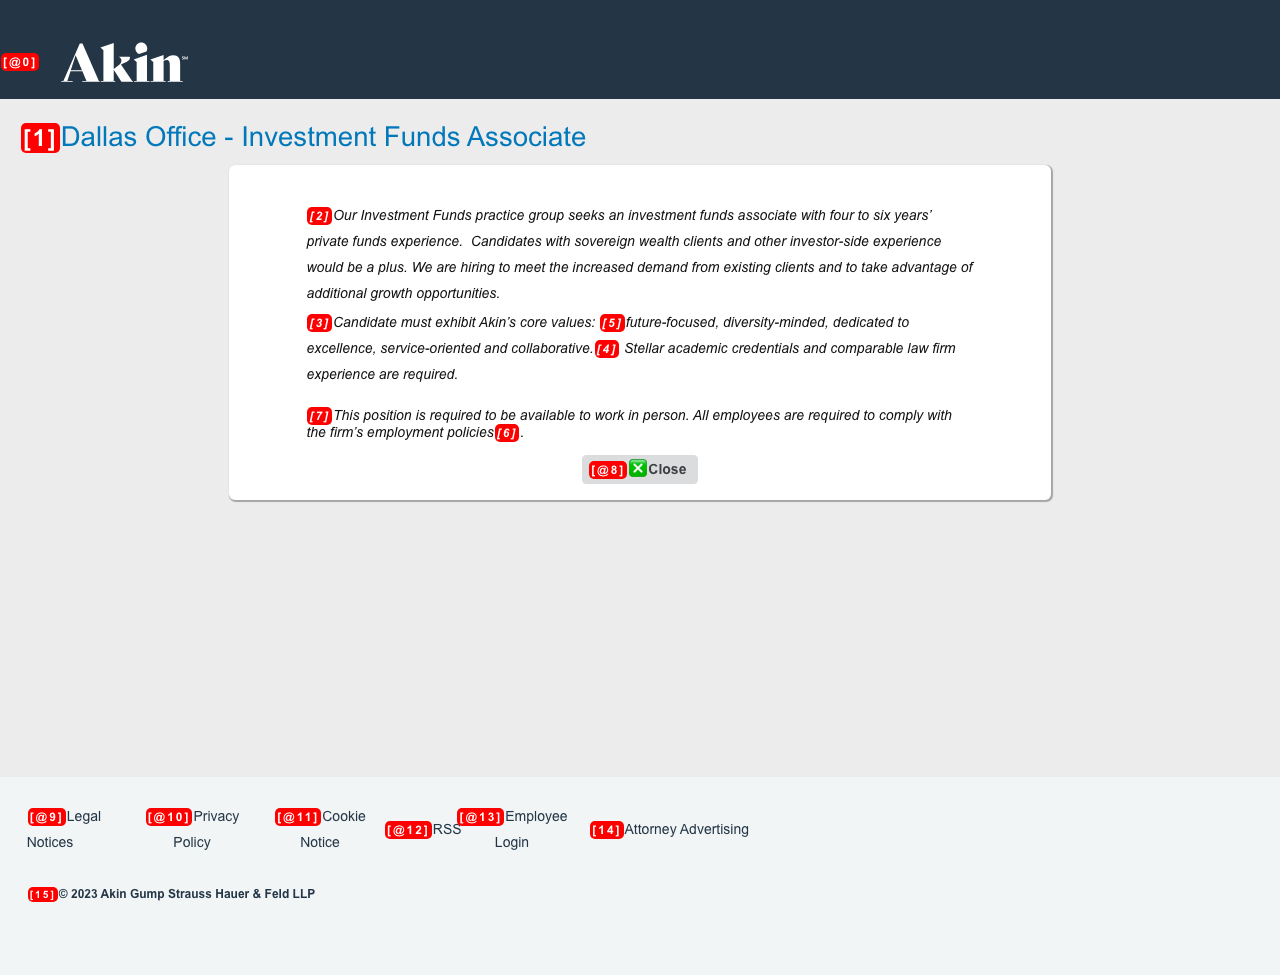 [@0] Akin℠
[1]Dallas Office - Investment Funds Associate
[2]Our Investment Funds practice group seeks an investment funds associate with four to six years’
private funds experience.  Candidates with sovereign wealth clients and other investor-side experience
would be a plus. We are hiring to meet the increased demand from existing clients and to take advantage of
additional growth opportunities.
[3]Candidate must exhibit Akin’s core values: [5]future-focused, diversity-minded, dedicated to
excellence, service-oriented and collaborative.[4] Stellar academic credentials and comparable law firm
experience are required.
[7]This position is required to be available to work in person. All employees are required to comply with
the firm’s employment policies[6].
[@8]Close
[@9]Legal
Notices
[@10]Privacy
Policy
[@11]Cookie
Notice
[@12]RSS
[@13]Employee
Login
[14]Attorney Advertising
[15]© 2023 Akin Gump Strauss Hauer & Feld LLP